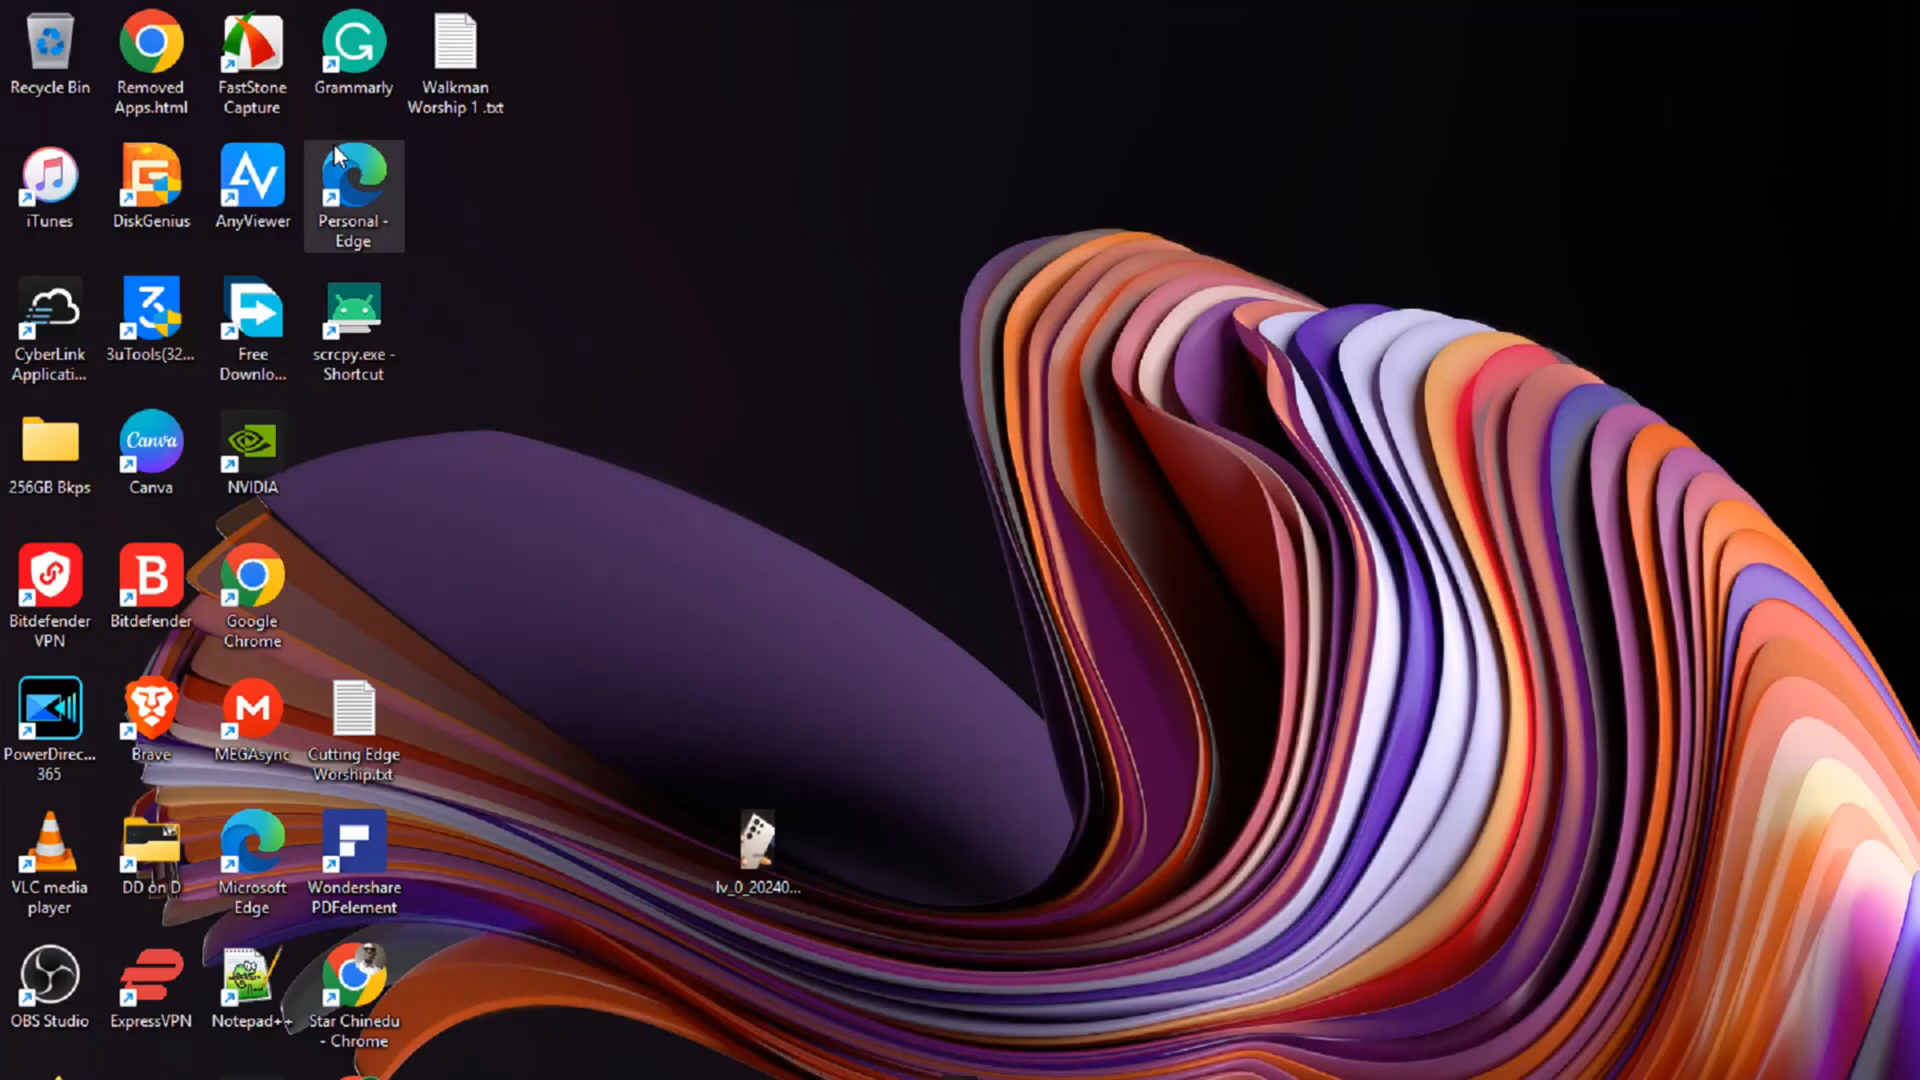 Recycle Bin
Removed
Apps.html
FastStone
Capture
Grammarly
Walkman
Worship 1 .txt
iTunes
DiskGenius
AnyViewer
Personal -
Edge
CyberLink
Applicati...
3uTools(32...
Free
Downlo...
scrcpy.exe -
Shortcut
256GB Bkps
Canva
Canva
NVIDIA
Bitdefender
VPN
B
Bitdefender
Google
Chrome
PowerDirec...
365
Brave
M
MEGAsync
Cutting Edge
Worship.txt
VLC media
player
DD on D
Microsoft
Edge
Wondershare
PDFelement
lv_0_20240...
OBS Studio
ExpressVPN
Notepad++
Star Chinedu
- Chrome